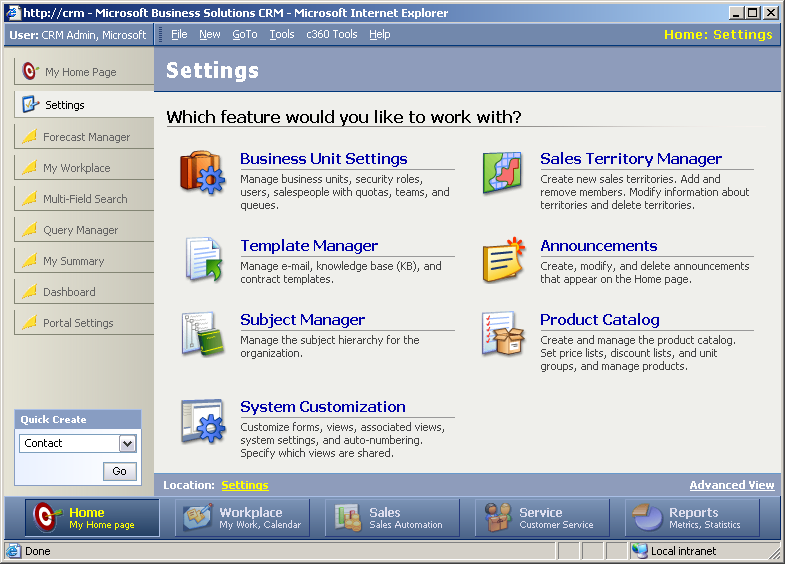 http://crm - Microsoft Business Solutions CRM - Microsoft Internet Explorer
User: CRM Admin, Microsoft
File New GoTo Tools c360 Tools Help
Home: Settings
My Home Page
Settings
Forecast Manager
My Workplace
Multi-Field Search
Query Manager
My Summary
Dashboard
Portal Settings
Quick Create
Contact
Go
Settings
Which feature would you like to work with?
Business Unit Settings
Manage business units, security roles,
users, salespeople with quotas, teams, and
queues.
Sales Territory Manager
Create new sales territories. Add and
remove members. Modify information about
territories and delete territories.
Template Manager
Manage e-mail, knowledge base (KB), and
contract templates.
Announcements
Create, modify, and delete announcements
that appear on the Home page.
Subject Manager
Manage the subject hierarchy for the
organization.
Product Catalog
Create and manage the product catalog.
Set price lists, discount lists, and unit
groups, and manage products.
System Customization
Customize forms, views, associated views,
system settings, and auto-numbering.
Specify which views are shared.
Location: Settings
Advanced View
Home
My Home page
Workplace
My Work, Calendar
Sales
Sales Automation
Service
Customer Service
Reports
Metrics, Statistics
Done
Local intranet